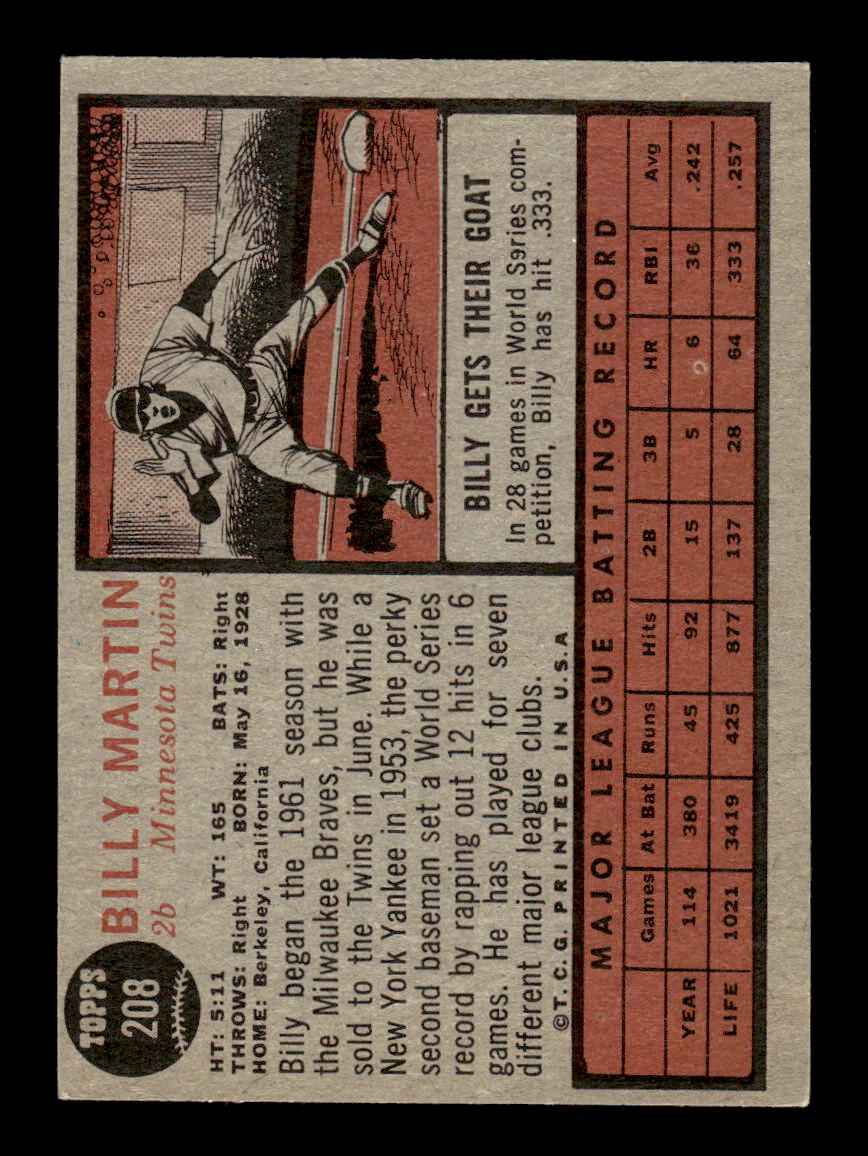 TOPPS
208
BILLY MARTIN
2b Minnesota Twins
HT: 5:11 WT: 165 BATS: Right
THROWS: Right BORN: May 16, 1928
HOME: Berkeley, California
Billy began the 1961 season with
the Milwaukee Braves, but he was
sold to the Twins in June. While a
New York Yankee in 1953, the perky
second baseman set a World Series
record by rapping out 12 hits in 6
games. He has played for seven
different major league clubs.
©T.C.G. PRINTED IN U.S.A
BILLY GETS THEIR GOAT
In 28 games in World Series com-
petition, Billy has hit .333.
MAJOR LEAGUE BATTING RECORD
Games At Bat Runs Hits 2B 3B HR RBI Avg
YEAR 114 380 45 92 15 5 6 36 .242
LIFE 1021 3419 425 877 137 28 64 333 .257